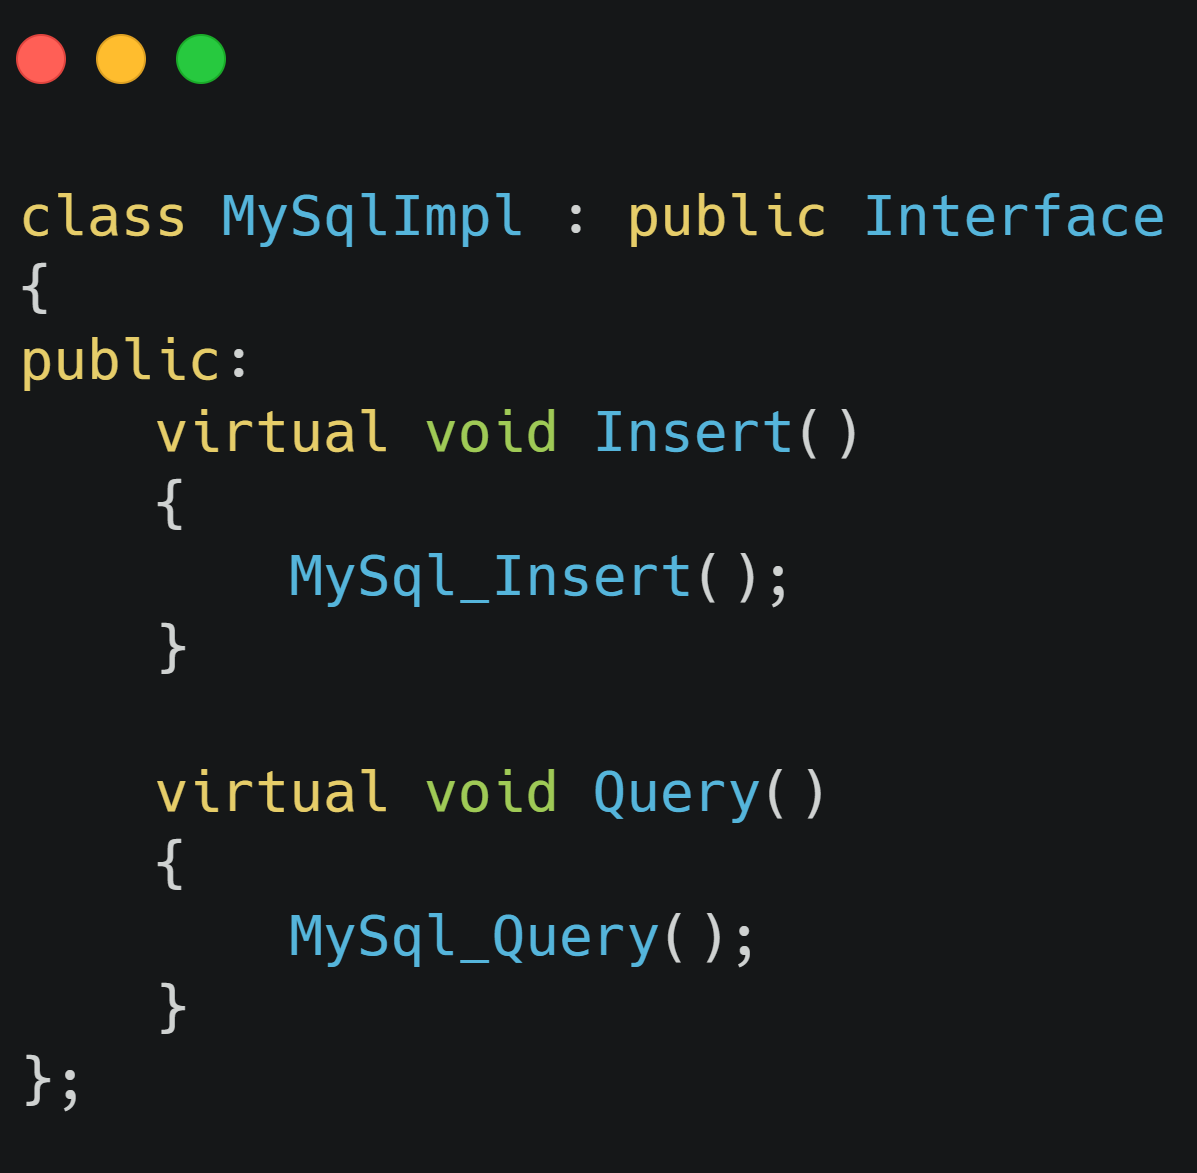 class MySqlImpl : public Interface
{
public:
    virtual void Insert()
    {
        MySql_Insert();
    }

    virtual void Query()
    {
        MySql_Query();
    }
};